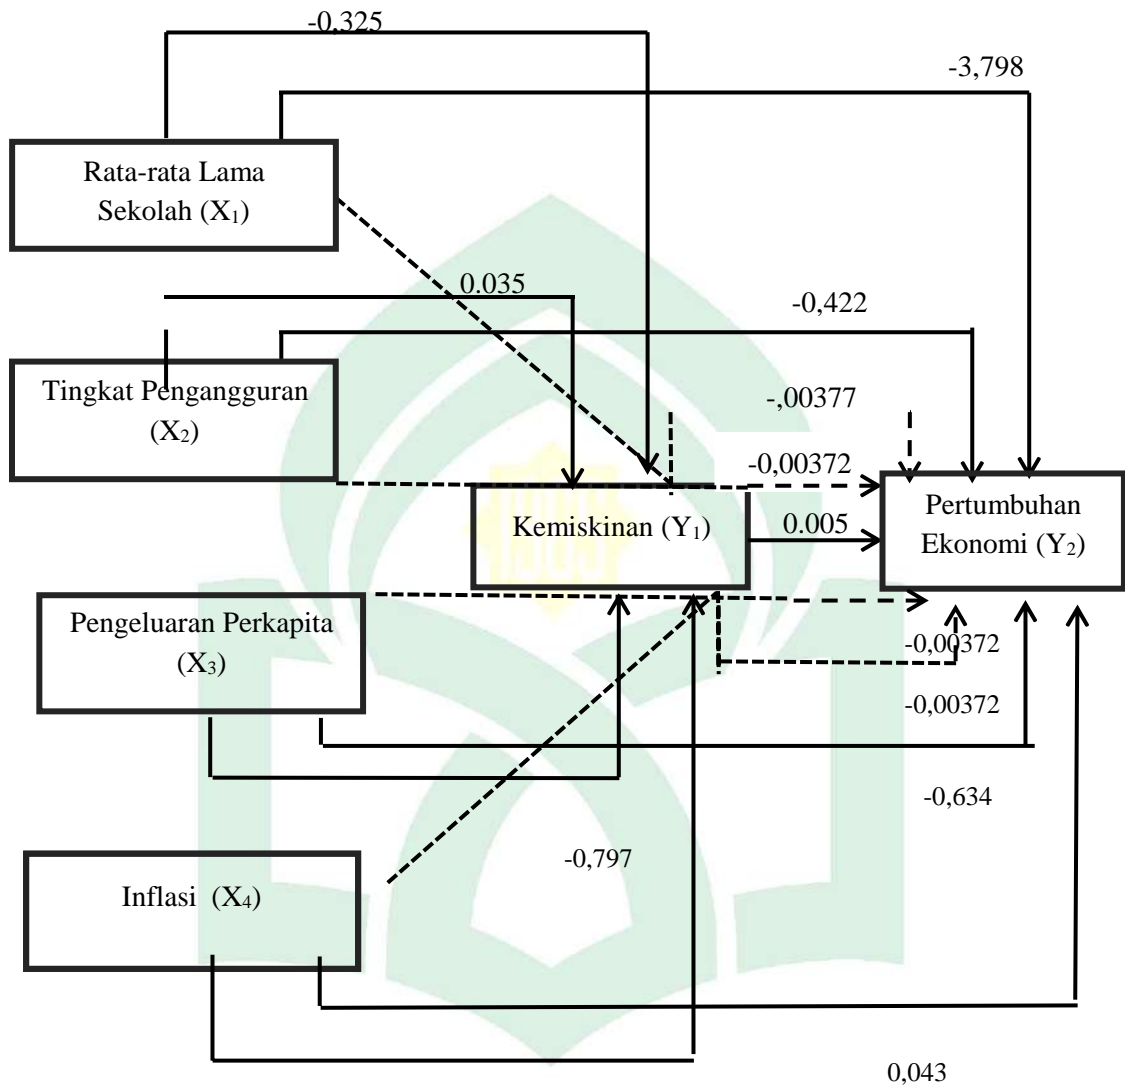 -0.325
-3,798
Rata-rata Lama
Sekolah (X₁)
0.035
-0,422
Tingkat Pengangguran
(X₂)
-,00377
-0,00372
Kemiskinan (Y₁)
0.005
Pertumbuhan
Ekonomi (Y₂)
Pengeluaran Perkapita
(X₃)
-0,00372
-0,00372
-0,634
-0,797
Inflasi (X₄)
0,043